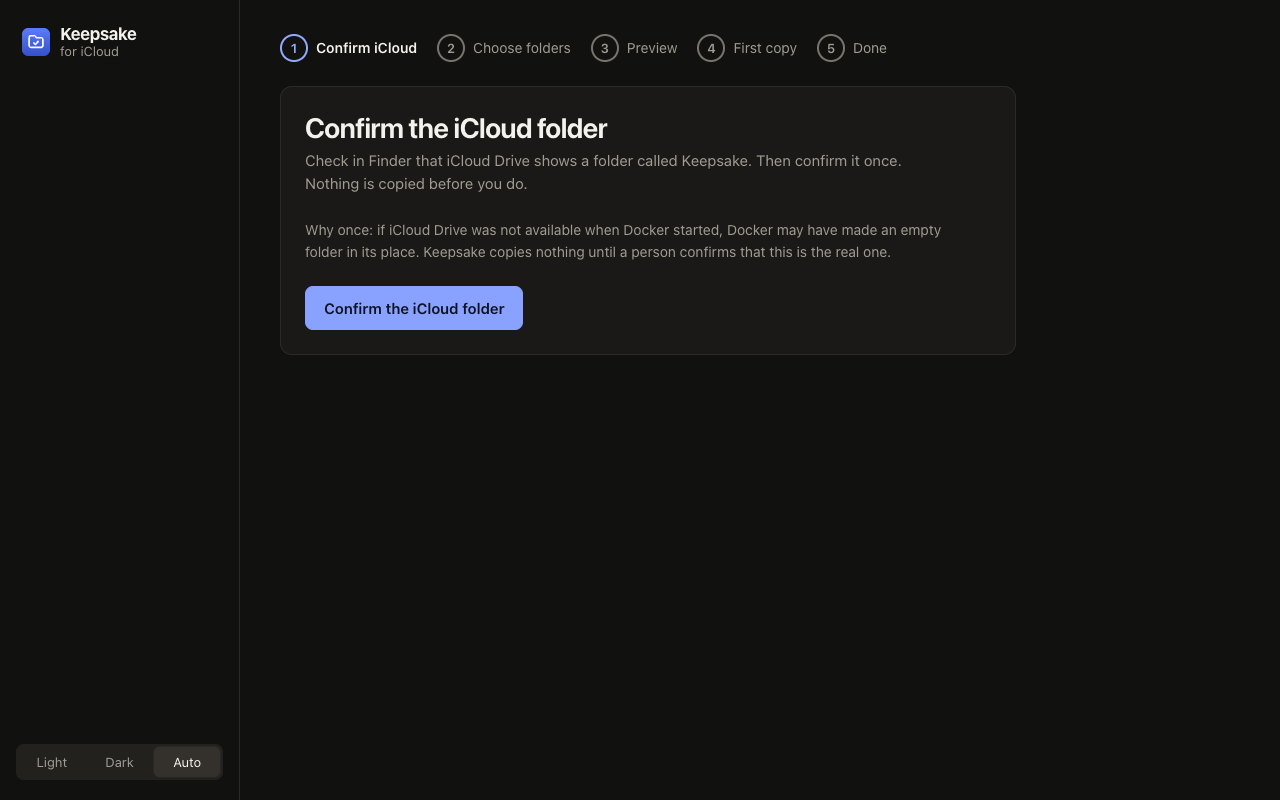 Keepsake
for iCloud
1 Confirm iCloud 2 Choose folders 3 Preview 4 First copy 5 Done
Confirm the iCloud folder
Check in Finder that iCloud Drive shows a folder called Keepsake. Then confirm it once.
Nothing is copied before you do.
Why once: if iCloud Drive was not available when Docker started, Docker may have made an empty
folder in its place. Keepsake copies nothing until a person confirms that this is the real one.
Confirm the iCloud folder
Light Dark Auto